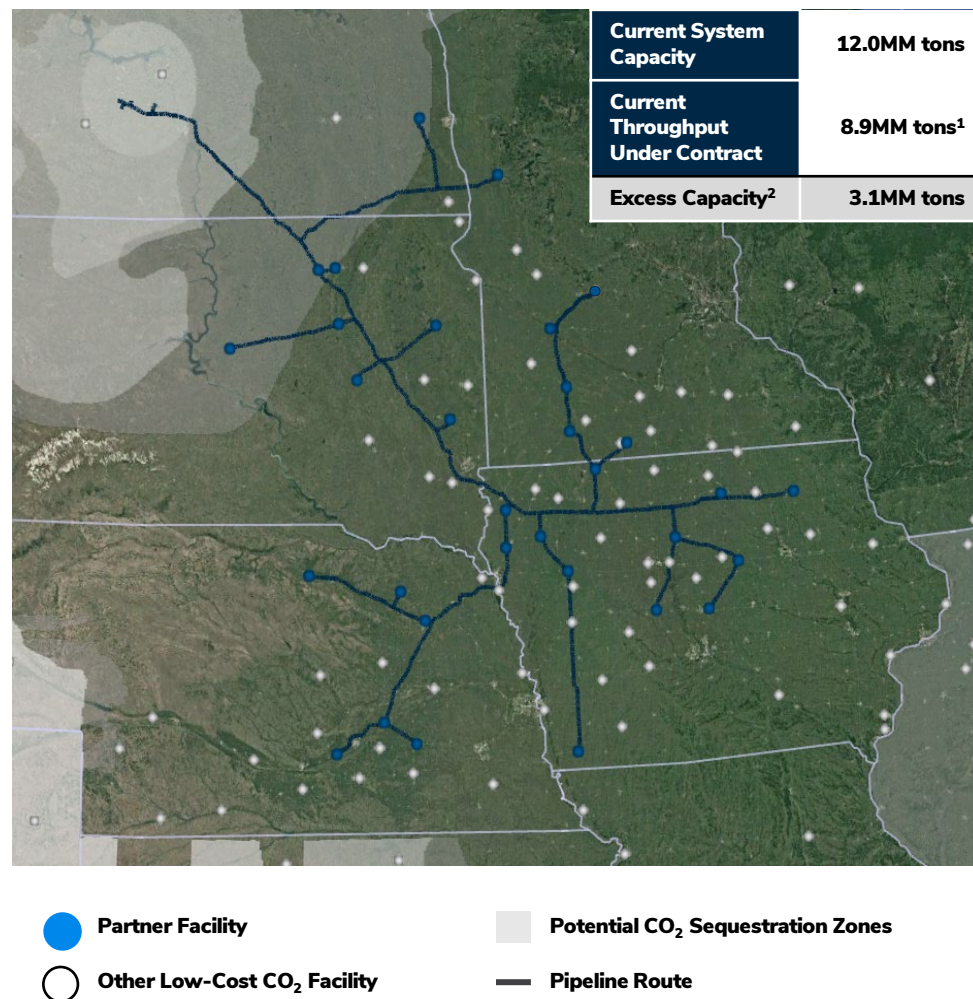 Current System
Capacity
12.0MM tons
Current
Throughput
Under Contract
8.9MM tons¹
Excess Capacity²
3.1MM tons
Partner Facility
Potential CO₂ Sequestration Zones
Other Low-Cost CO₂ Facility
Pipeline Route